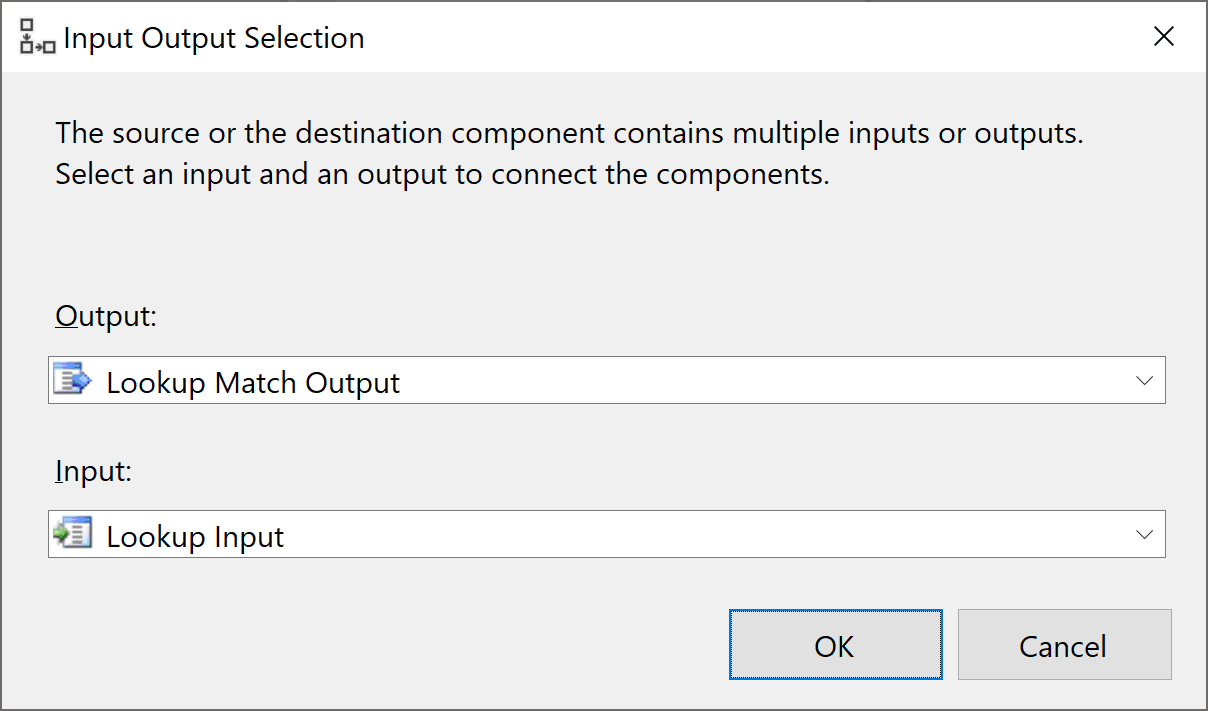 Input Output Selection
The source or the destination component contains multiple inputs or outputs.
Select an input and an output to connect the components.
Output:
Lookup Match Output
Input:
Lookup Input
OK
Cancel